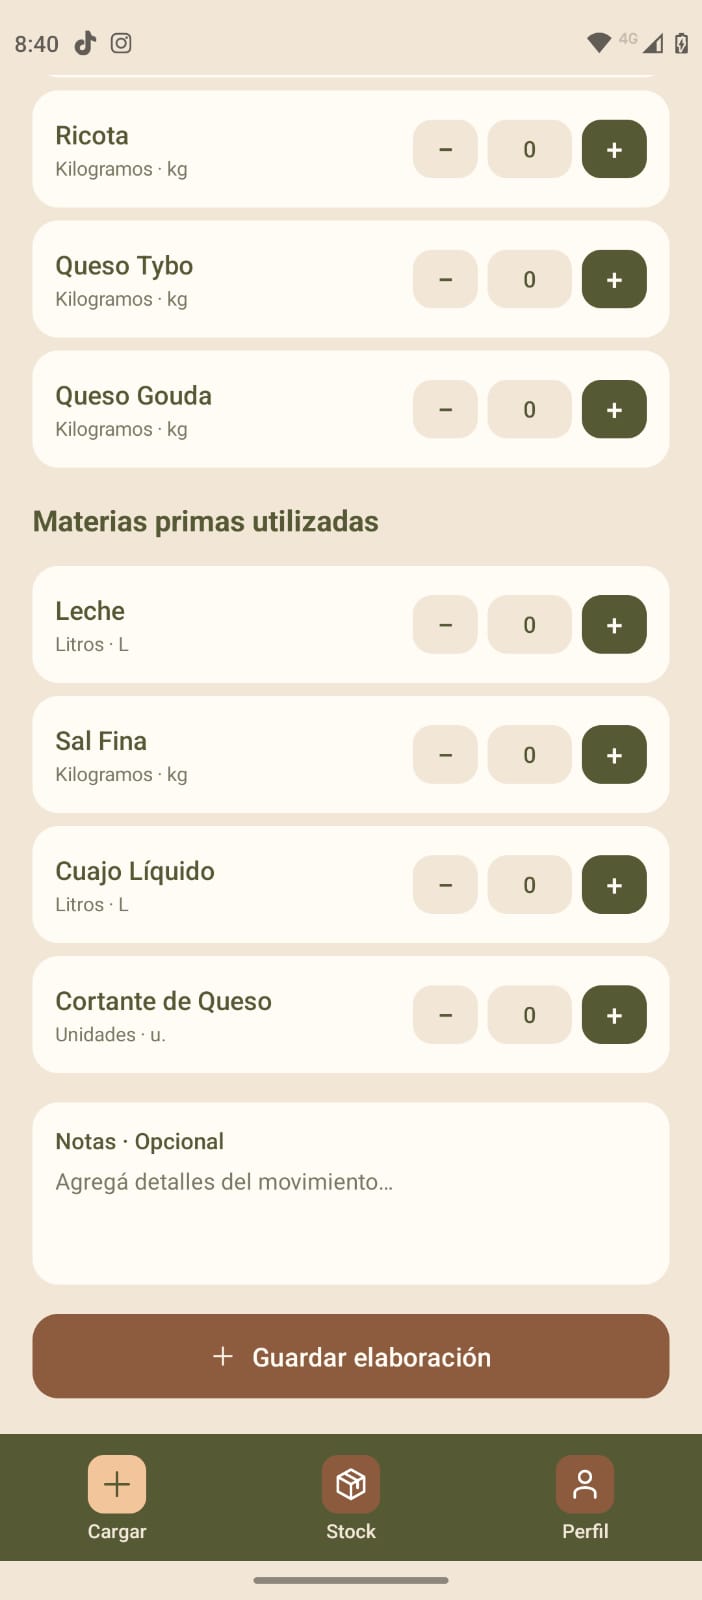 8:40
4G
Ricota
Kilogramos · kg
− 0 +
Queso Tybo
Kilogramos · kg
− 0 +
Queso Gouda
Kilogramos · kg
− 0 +
Materias primas utilizadas
Leche
Litros · L
− 0 +
Sal Fina
Kilogramos · kg
− 0 +
Cuajo Líquido
Litros · L
− 0 +
Cortante de Queso
Unidades · u.
− 0 +
Notas · Opcional
Agregá detalles del movimiento...
+ Guardar elaboración
Cargar
Stock
Perfil